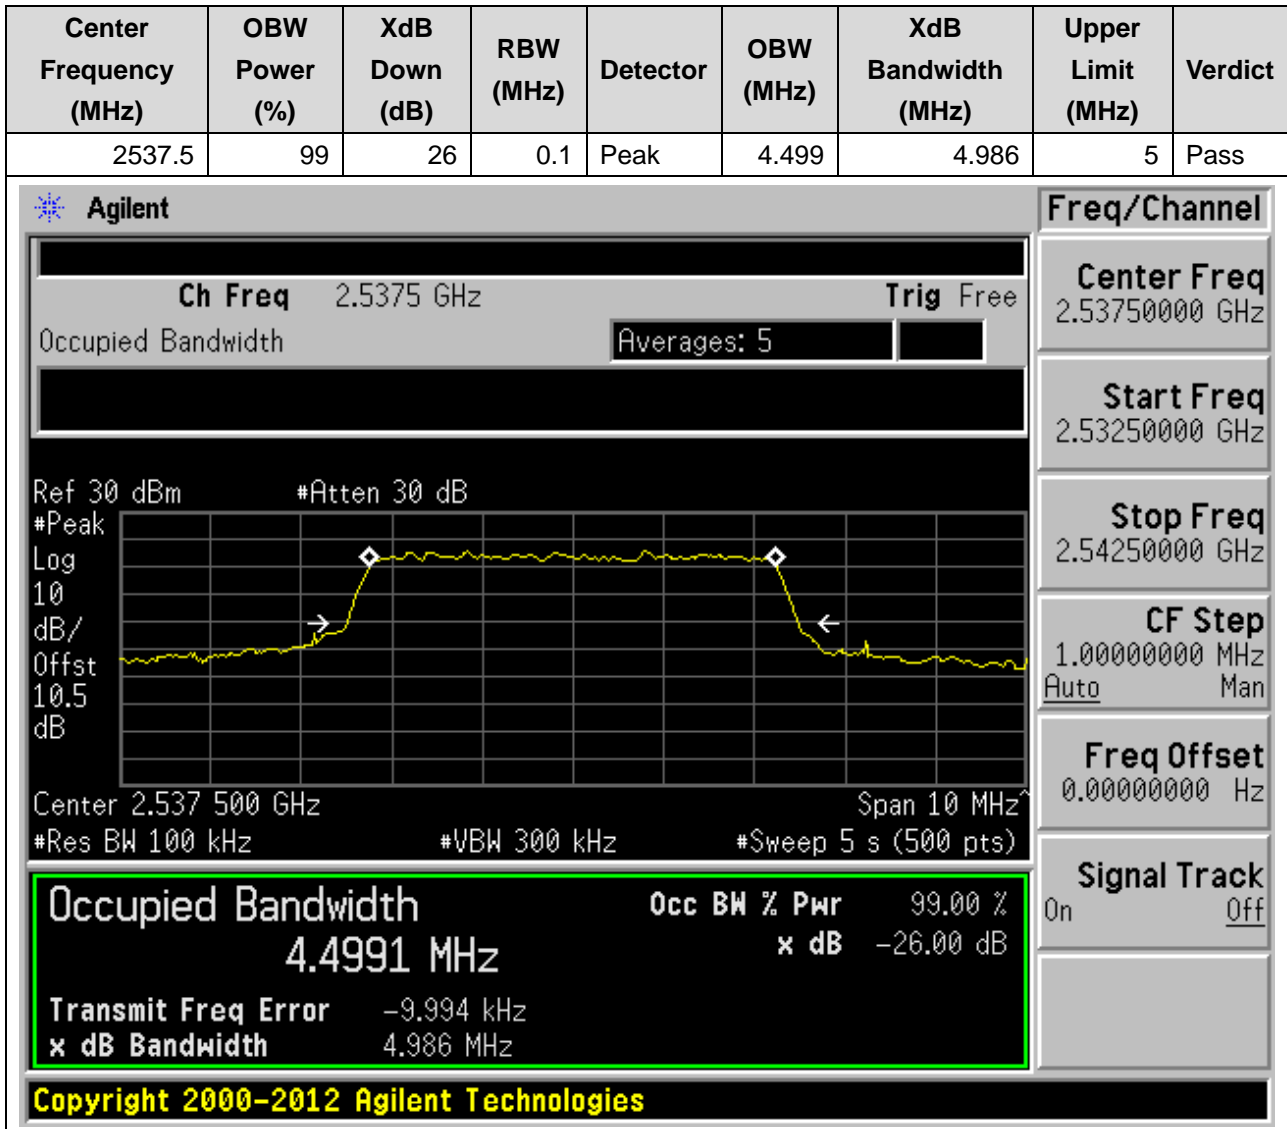 Center Frequency (MHz) OBW Power (%) XdB Down (dB) RBW (MHz) Detector OBW (MHz) XdB Bandwidth (MHz) Upper Limit (MHz) Verdict
2537.5 99 26 0.1 Peak 4.499 4.986 5 Pass
Agilent
Freq/Channel
Ch Freq 2.5375 GHz Trig Free
Occupied Bandwidth Averages: 5
Center Freq
2.53750000 GHz
Start Freq
2.53250000 GHz
Stop Freq
2.54250000 GHz
CF Step
1.00000000 MHz
Auto Man
Freq Offset
0.00000000 Hz
Signal Track
On Off
Ref 30 dBm #Atten 30 dB
#Peak
Log
10
dB/
Offst
10.5
dB
Center 2.537 500 GHz Span 10 MHz^
#Res BW 100 kHz #VBW 300 kHz #Sweep 5 s (500 pts)
Occupied Bandwidth Occ BW % Pwr 99.00 %
4.4991 MHz x dB -26.00 dB
Transmit Freq Error -9.994 kHz
x dB Bandwidth 4.986 MHz
Copyright 2000-2012 Agilent Technologies